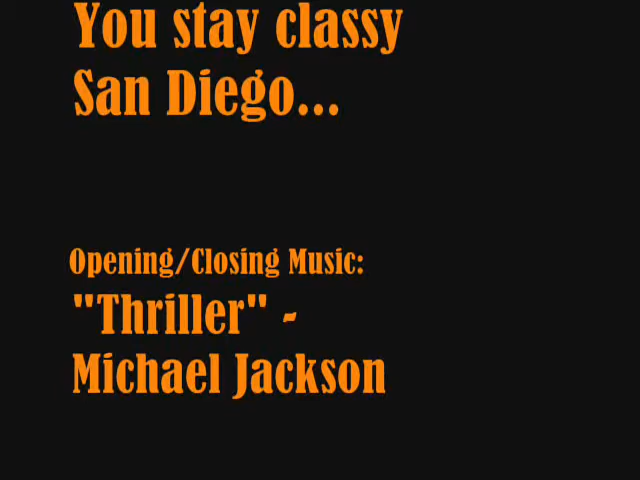 You stay classy
San Diego...
Opening/Closing Music:
"Thriller" -
Michael Jackson